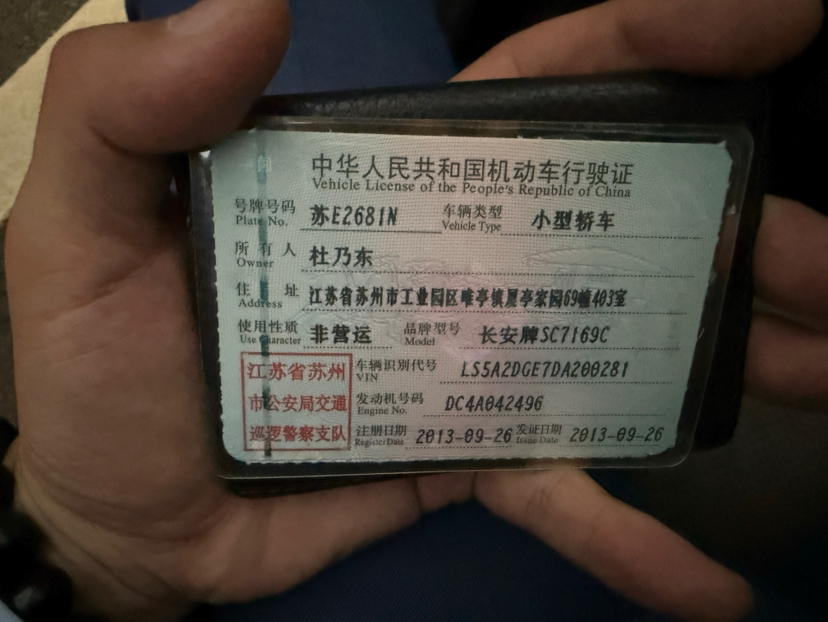 中华人民共和国机动车行驶证
Vehicle License of the People's Republic of China
号牌号码 苏E2681N 车辆类型 小型轿车
Plate No. Vehicle Type
所有人 杜乃东
Owner
住址 江苏省苏州市工业园区唯亭镇夏亭家园69幢403室
Address
使用性质 非营运 品牌型号 长安牌SC7169C
Use Character Model
江苏省苏州 车辆识别代号 LS5A2DGE7DA200281
VIN
市公安局交通 发动机号码 DC4A042496
Engine No.
巡逻警察支队 注册日期 2013-09-26 发证日期 2013-09-26
Register Date Issue Date